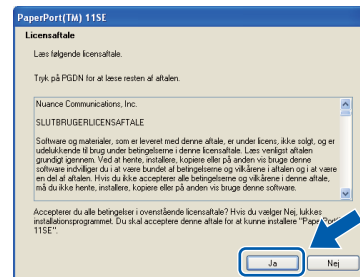 PaperPort(TM) 11SE
Licensaftale
Læs følgende licensaftale.
Tryk på PGDN for at læse resten af aftalen.
Nuance Communications, Inc.
SLUTBRUGERLICENSAFTALE
Software og materialer, som er leveret med denne aftale, er under licens, ikke solgt, og er
udelukkende til brug under betingelserne i denne licensaftale. Læs venligst aftalen
grundigt igennem. Ved at hente, installere, kopiere eller på anden vis bruge denne
software indvilliger du i at være bundet af betingelserne og vilkårene i aftalen og i at være
en del af aftalen. Hvis du ikke accepterer alle betingelser og vilkårene i denne aftale,
må du ikke hente, installere, kopiere eller på anden vis bruge denne software.
Accepterer du alle betingelser i ovenstående licensaftale? Hvis du vælger Nej, lukkes
installationsprogrammet. Du skal acceptere denne aftale for at kunne installere "PaperPort
11SE".
Ja Nej